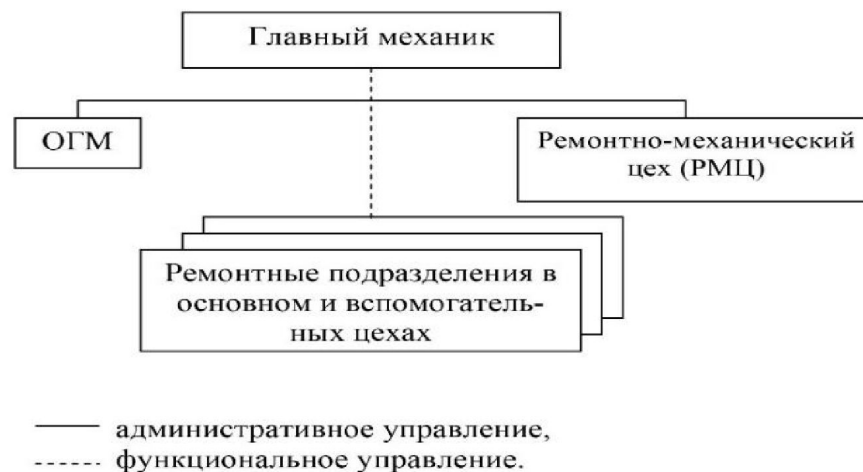 Главный механик
ОГМ
Ремонтно-механический
цех (РМЦ)
Ремонтные подразделения в
основном и вспомогатель-
ных цехах
административное управление,
функциональное управление.